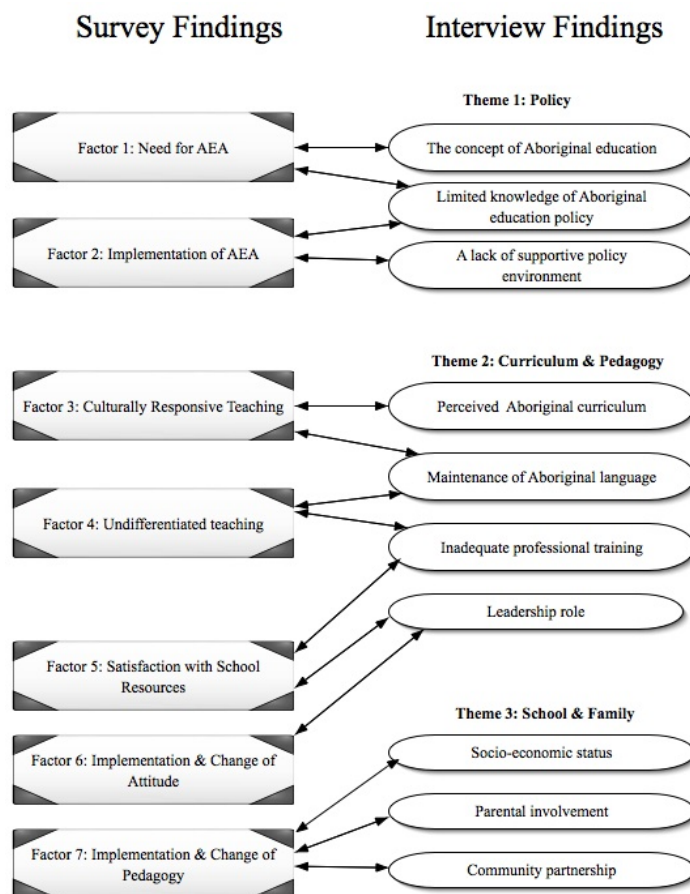 Survey Findings
Interview Findings
Theme 1: Policy
Factor 1: Need for AEA
The concept of Aboriginal education
Limited knowledge of Aboriginal
education policy
Factor 2: Implementation of AEA
A lack of supportive policy
environment
Theme 2: Curriculum & Pedagogy
Factor 3: Culturally Responsive Teaching
Perceived Aboriginal curriculum
Maintenance of Aboriginal language
Factor 4: Undifferentiated teaching
Inadequate professional training
Leadership role
Factor 5: Satisfaction with School
Resources
Theme 3: School & Family
Factor 6: Implementation & Change of
Attitude
Socio-economic status
Parental involvement
Factor 7: Implementation & Change of
Pedagogy
Community partnership